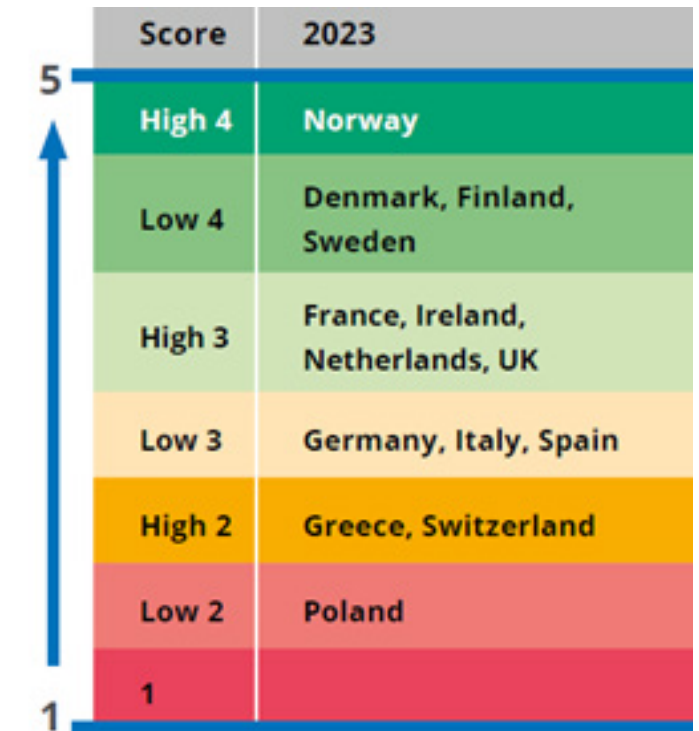 Score 2023
5
High 4 Norway
Denmark, Finland,
Low 4
Sweden
France, Ireland,
High 3
Netherlands, UK
Low 3 Germany, Italy, Spain
High 2 Greece, Switzerland
Low 2 Poland
1
1